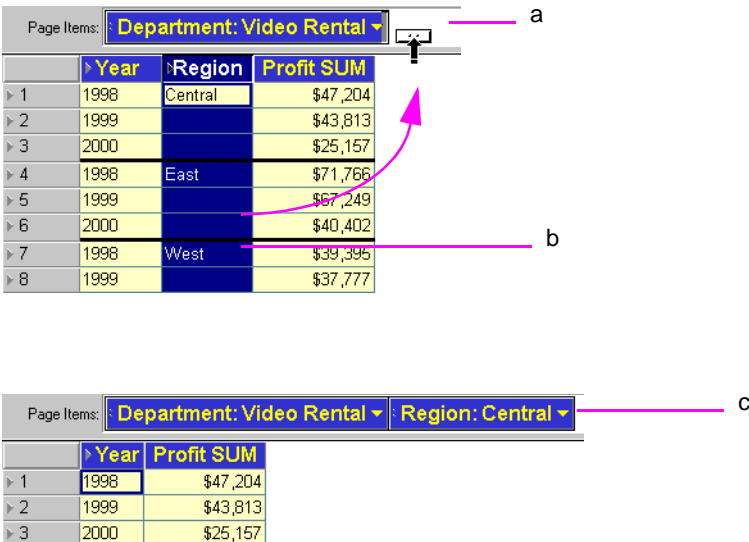 a
Page Items: Department: Video Rental
Year Region Profit SUM
1 1998 Central $47,204
2 1999 $43,813
3 2000 $25,157
4 1998 East $71,766
5 1999 $67,249
6 2000 $40,402
b
7 1998 West $39,395
8 1999 $37,777
Page Items: Department: Video Rental Region: Central
c
Year Profit SUM
1 1998 $47,204
2 1999 $43,813
3 2000 $25,157